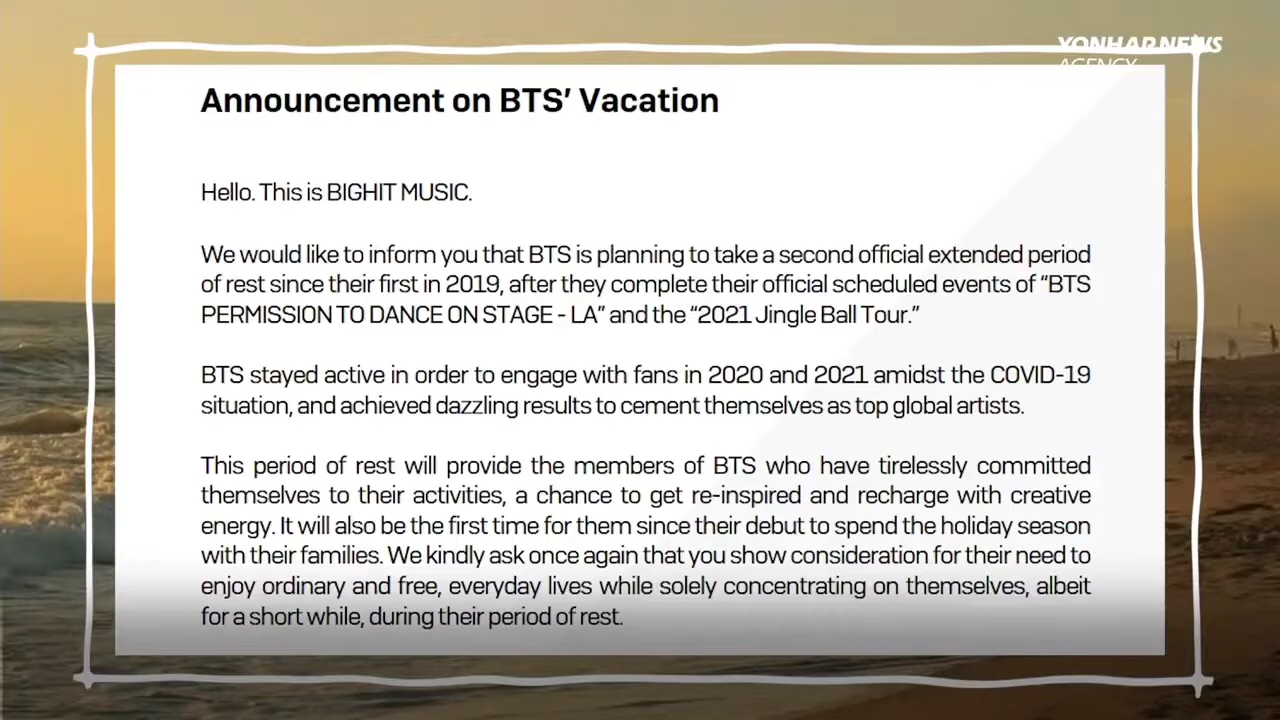 YONHAP NEWS
AGENCY
Announcement on BTS’ Vacation
Hello. This is BIGHIT MUSIC.
We would like to inform you that BTS is planning to take a second official extended period
of rest since their first in 2019, after they complete their official scheduled events of “BTS
PERMISSION TO DANCE ON STAGE - LA” and the “2021 Jingle Ball Tour.”
BTS stayed active in order to engage with fans in 2020 and 2021 amidst the COVID-19
situation, and achieved dazzling results to cement themselves as top global artists.
This period of rest will provide the members of BTS who have tirelessly committed
themselves to their activities, a chance to get re-inspired and recharge with creative
energy. It will also be the first time for them since their debut to spend the holiday season
with their families. We kindly ask once again that you show consideration for their need to
enjoy ordinary and free, everyday lives while solely concentrating on themselves, albeit
for a short while, during their period of rest.